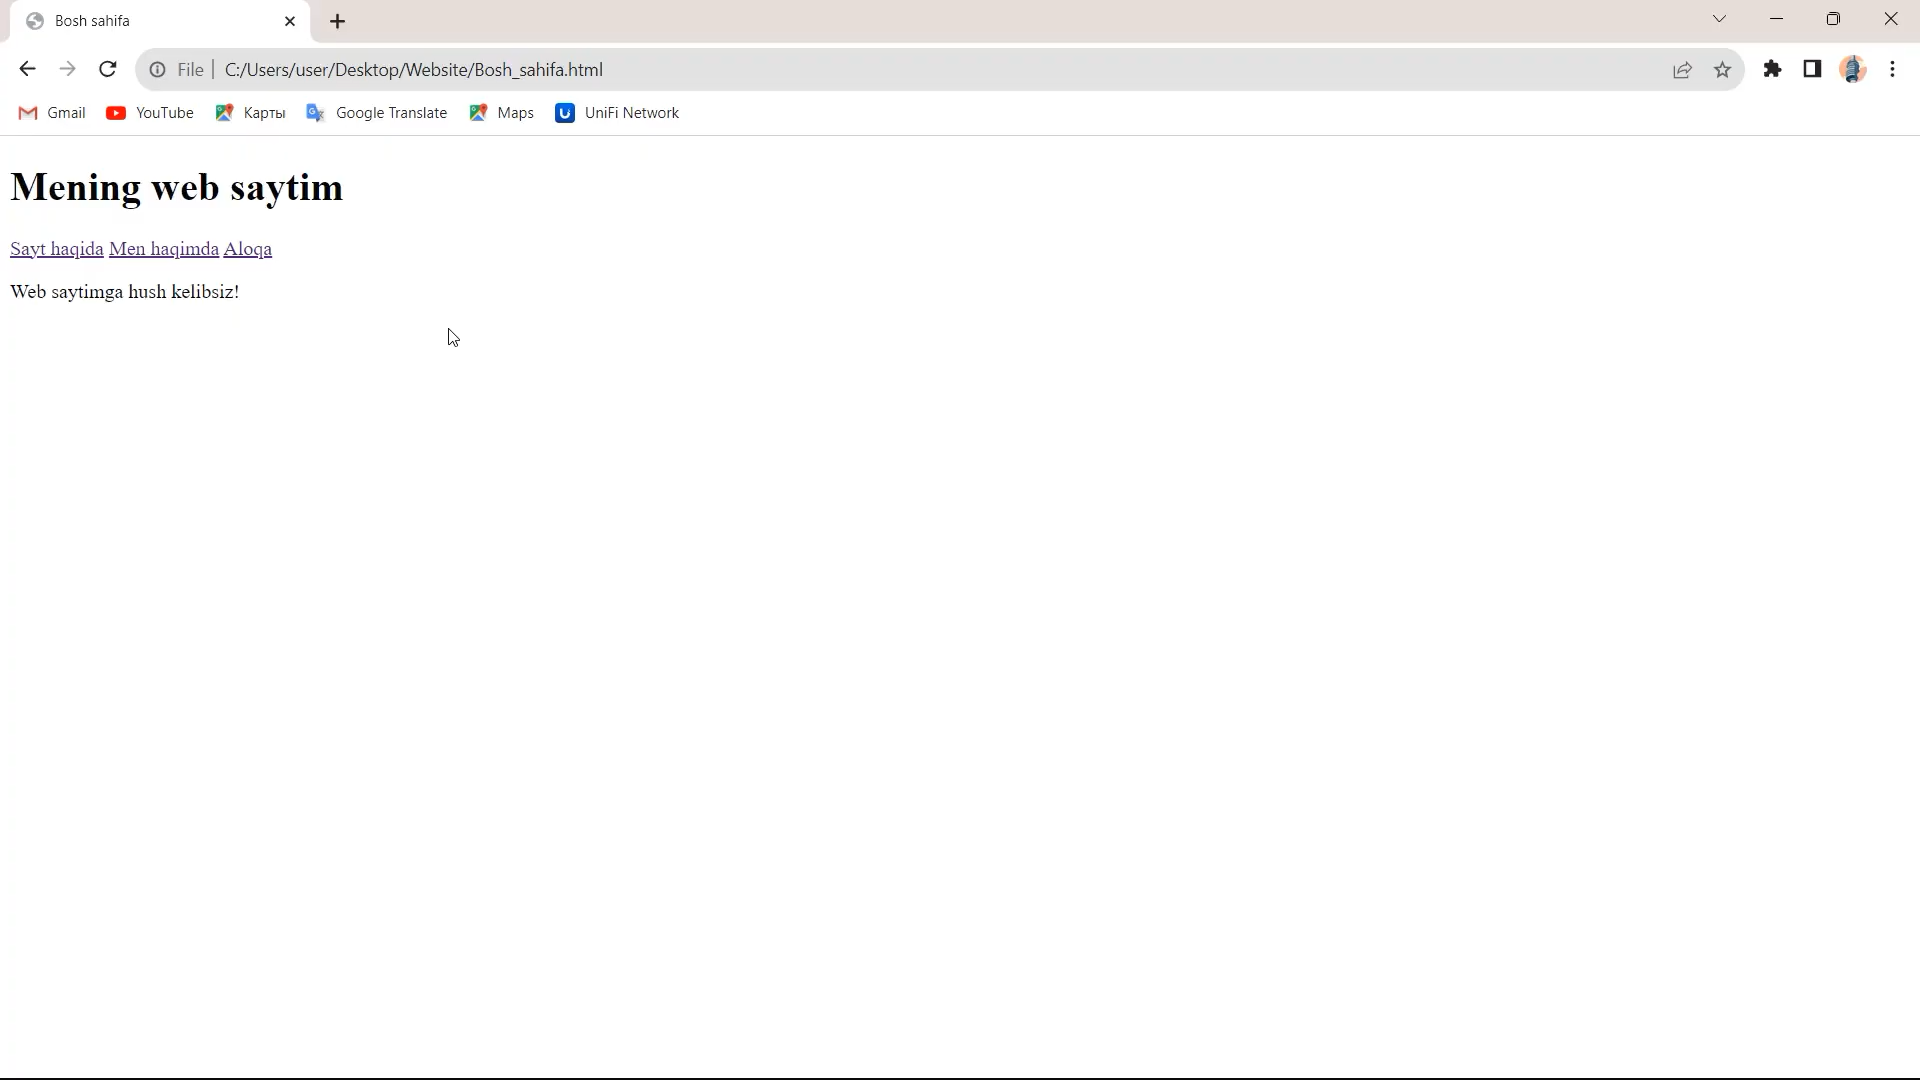 Bosh sahifa
File | C:/Users/user/Desktop/Website/Bosh_sahifa.html
Gmail YouTube Карты Google Translate Maps UniFi Network
Mening web saytim
Sayt haqida Men haqimda Aloqa
Web saytimga hush kelibsiz!